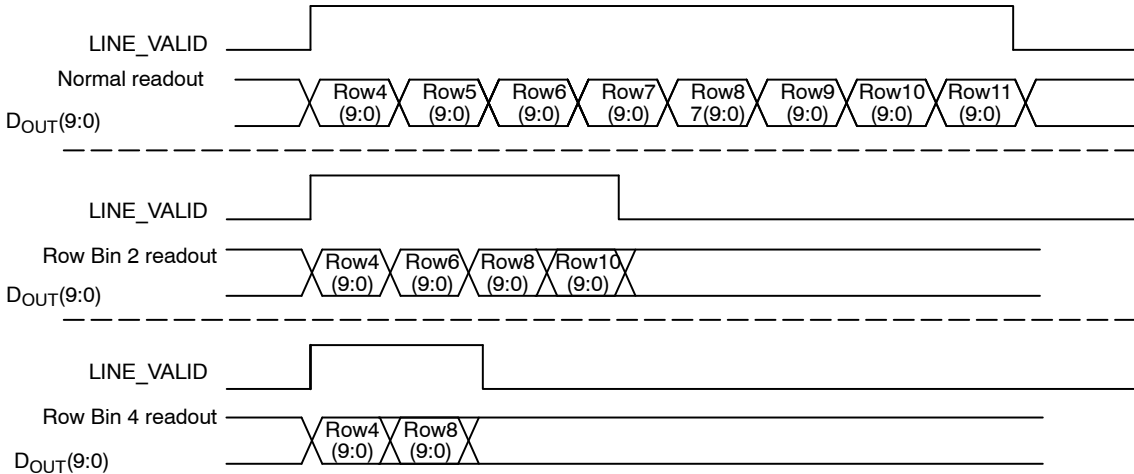 LINE_VALID
Normal readout
Row4 Row5 Row6 Row7 Row8 Row9 Row10 Row11
(9:0) (9:0) (9:0) (9:0) 7(9:0) (9:0) (9:0) (9:0)
DOUT(9:0)
LINE_VALID
Row Bin 2 readout
Row4 Row6 Row8 Row10
(9:0) (9:0) (9:0) (9:0)
DOUT(9:0)
LINE_VALID
Row Bin 4 readout
Row4 Row8
(9:0) (9:0)
DOUT(9:0)